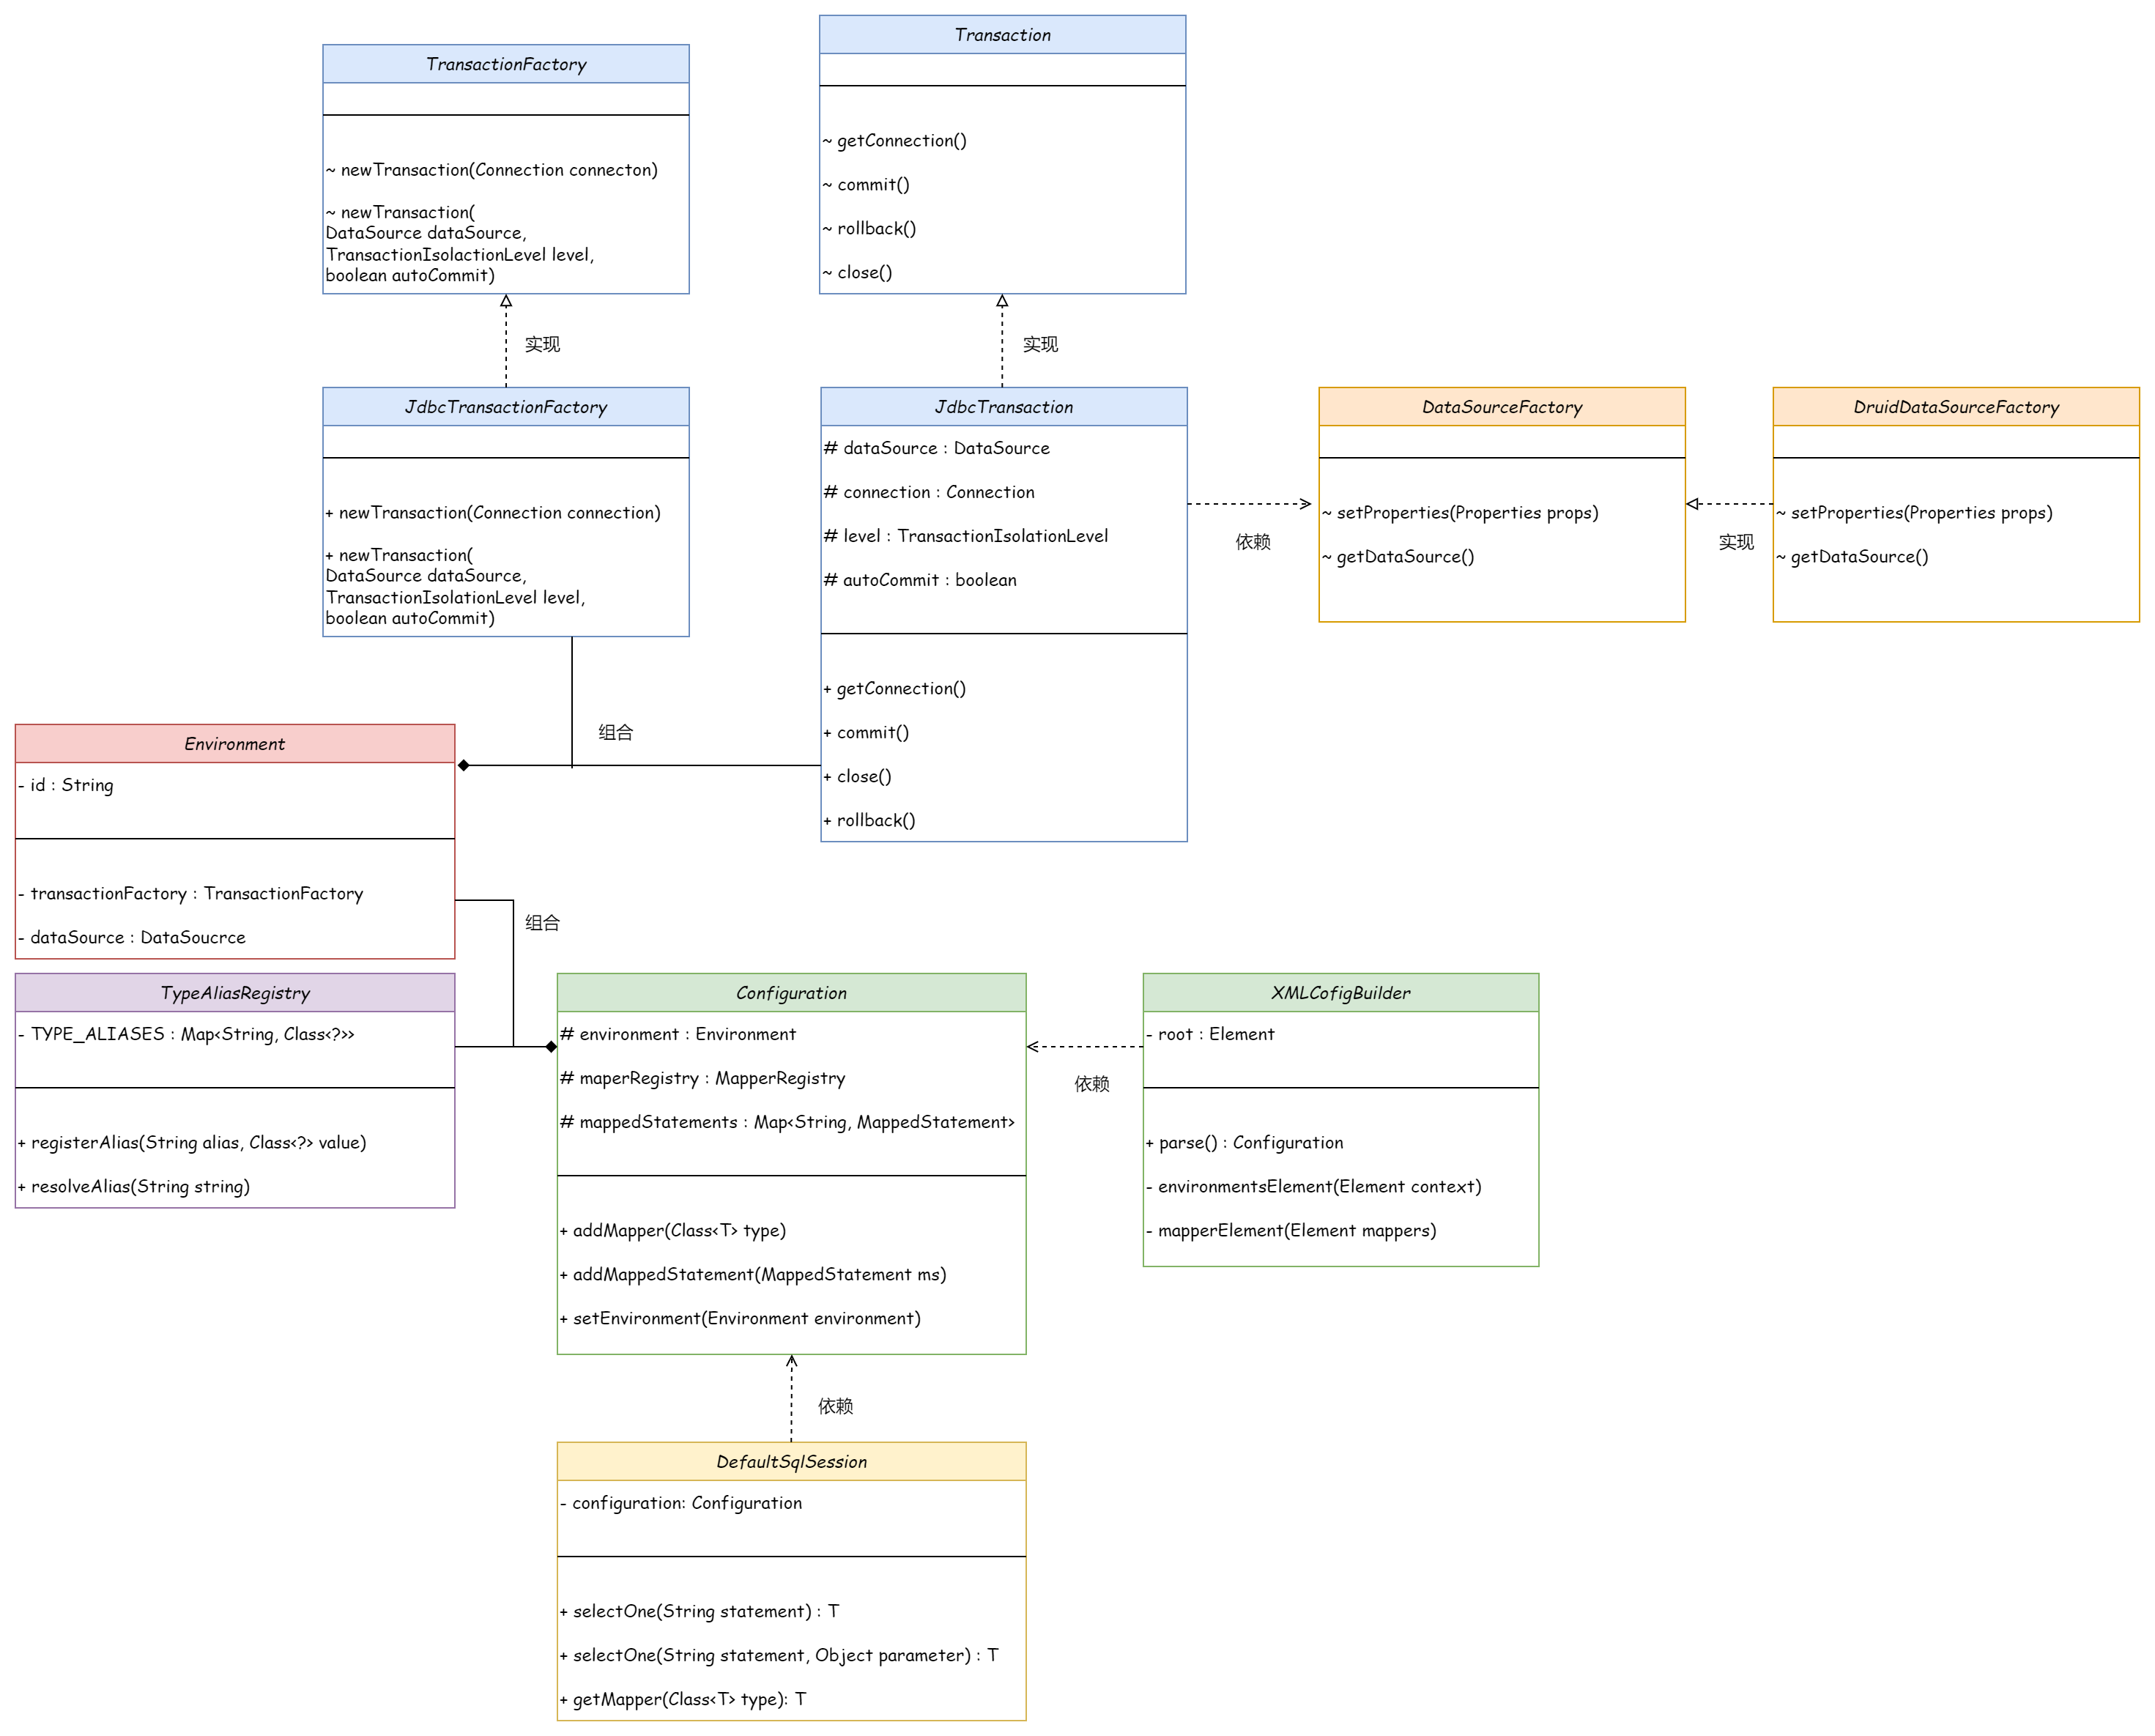 Transaction
~ getConnection()
~ commit()
~ rollback()
~ close()
TransactionFactory
~ newTransaction(Connection connecton)
~ newTransaction(
DataSource dataSource,
TransactionIsolactionLevel level,
boolean autoCommit)
实现
实现
JdbcTransactionFactory
+ newTransaction(Connection connection)
+ newTransaction(
DataSource dataSource,
TransactionIsolationLevel level,
boolean autoCommit)
JdbcTransaction
# dataSource : DataSource
# connection : Connection
# level : TransactionIsolationLevel
# autoCommit : boolean
+ getConnection()
+ commit()
+ close()
+ rollback()
依赖
DataSourceFactory
~ setProperties(Properties props)
~ getDataSource()
实现
DruidDataSourceFactory
~ setProperties(Properties props)
~ getDataSource()
组合
Environment
- id : String
- transactionFactory : TransactionFactory
- dataSource : DataSoucrce
组合
TypeAliasRegistry
- TYPE_ALIASES : Map<String, Class<?>>
+ registerAlias(String alias, Class<?> value)
+ resolveAlias(String string)
Configuration
# environment : Environment
# maperRegistry : MapperRegistry
# mappedStatements : Map<String, MappedStatement>
+ addMapper(Class<T> type)
+ addMappedStatement(MappedStatement ms)
+ setEnvironment(Environment environment)
依赖
XMLCofigBuilder
- root : Element
+ parse() : Configuration
- environmentsElement(Element context)
- mapperElement(Element mappers)
依赖
DefaultSqlSession
- configuration: Configuration
+ selectOne(String statement) : T
+ selectOne(String statement, Object parameter) : T
+ getMapper(Class<T> type): T